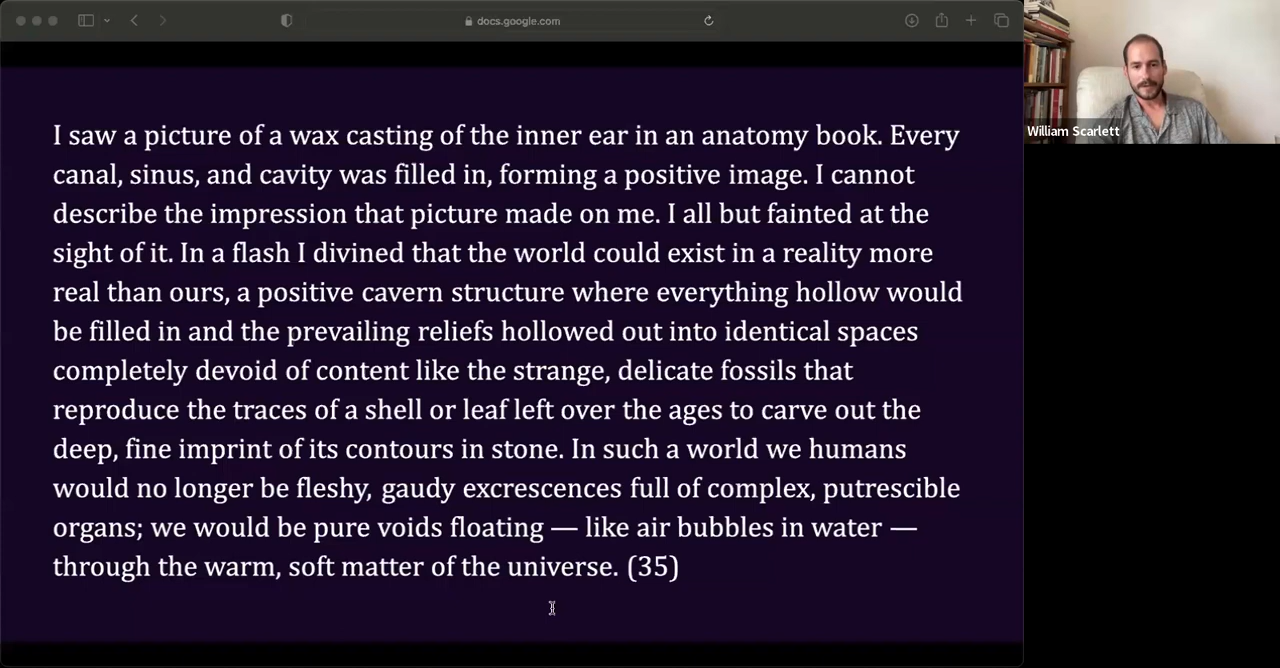 docs.google.com
I saw a picture of a wax casting of the inner ear in an anatomy book. Every
canal, sinus, and cavity was filled in, forming a positive image. I cannot
describe the impression that picture made on me. I all but fainted at the
sight of it. In a flash I divined that the world could exist in a reality more
real than ours, a positive cavern structure where everything hollow would
be filled in and the prevailing reliefs hollowed out into identical spaces
completely devoid of content like the strange, delicate fossils that
reproduce the traces of a shell or leaf left over the ages to carve out the
deep, fine imprint of its contours in stone. In such a world we humans
would no longer be fleshy, gaudy excrescences full of complex, putrescible
organs; we would be pure voids floating — like air bubbles in water —
through the warm, soft matter of the universe. (35)
William Scarlett